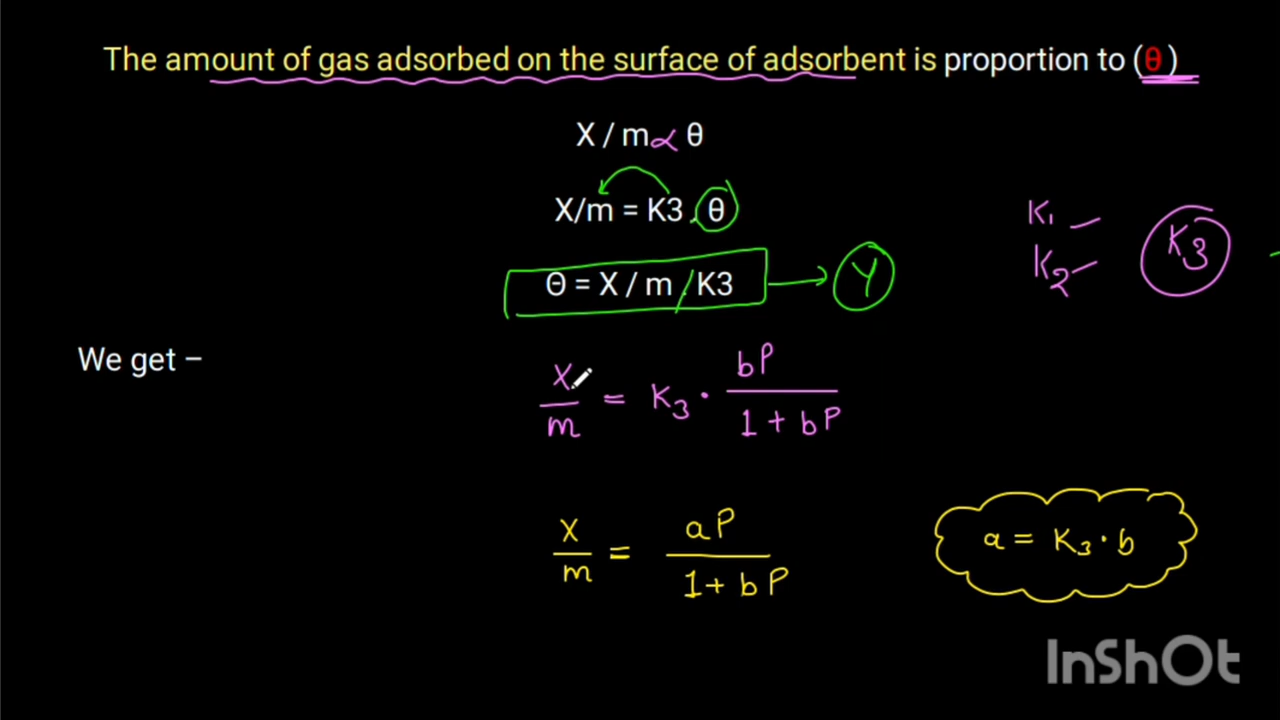 The amount of gas adsorbed on the surface of adsorbent is proportion to (θ)
X / m ∝ θ
X/m = K3 . θ
K1
K2
K3
Θ = X / m / K3
Y
We get –
X/m = K3 · bP/1 + bP
X/m = aP/1 + bP
a = K3 · b
InShOt